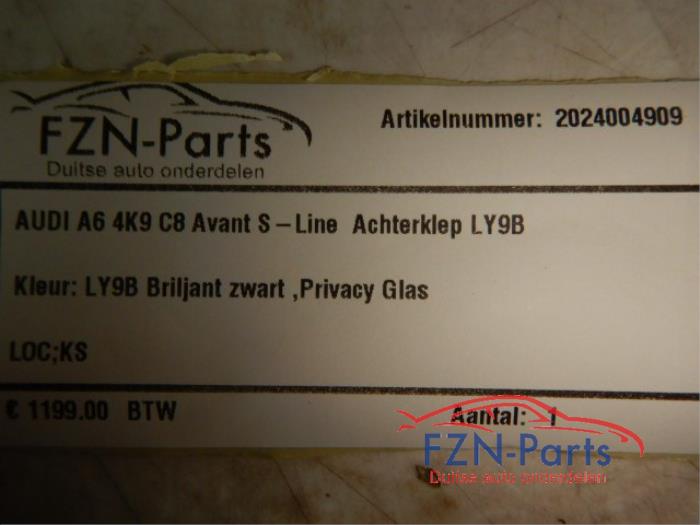 FZN-Parts
Duitse auto onderdelen
Artikelnummer: 2024004909
AUDI A6 4K9 C8 Avant S-Line Achterklep LY9B
Kleur: LY9B Briljant zwart ,Privacy Glas
LOC;KS
€ 1199.00 BTW
Aantal: 1
FZN-Parts
Duitse auto onderdelen